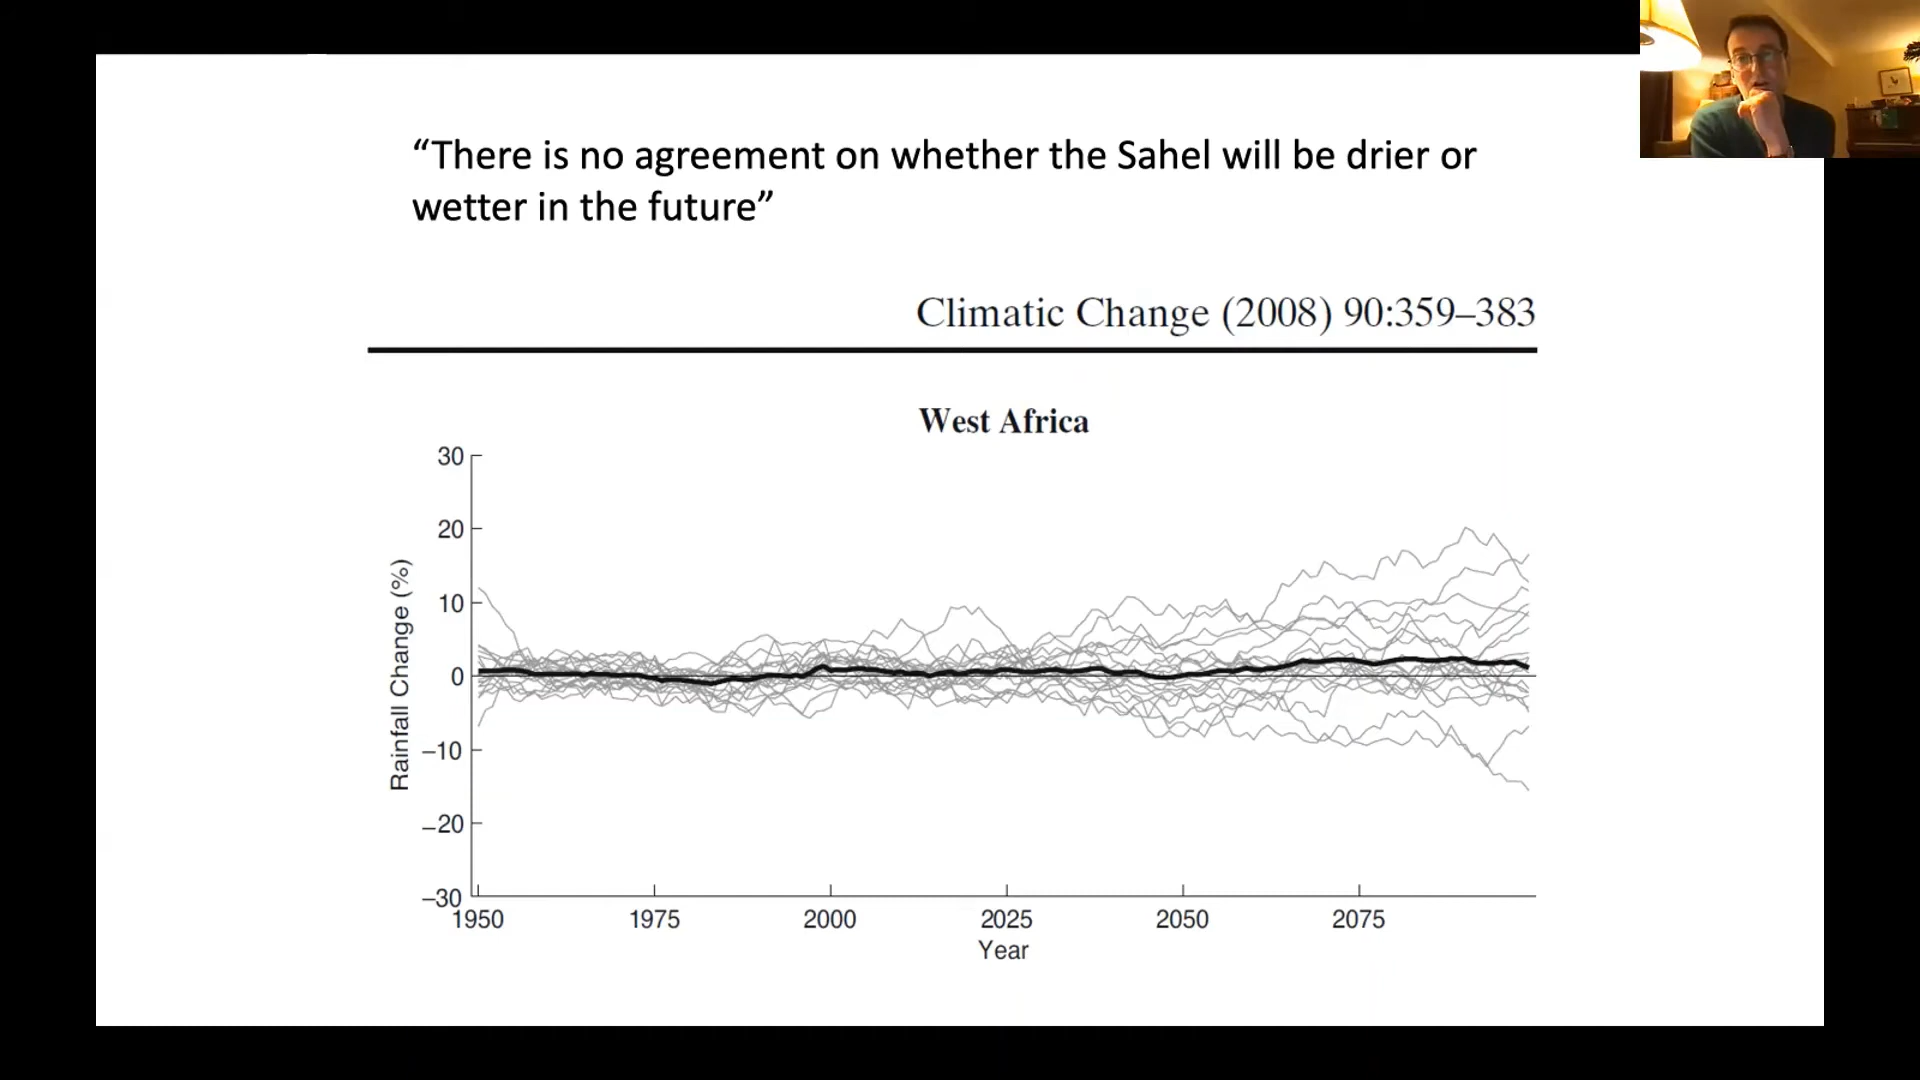 “There is no agreement on whether the Sahel will be drier or
wetter in the future”
Climatic Change (2008) 90:359–383
West Africa
30
20
10
0
–10
–20
–30
Rainfall Change (%)
1950 1975 2000 2025 2050 2075
Year